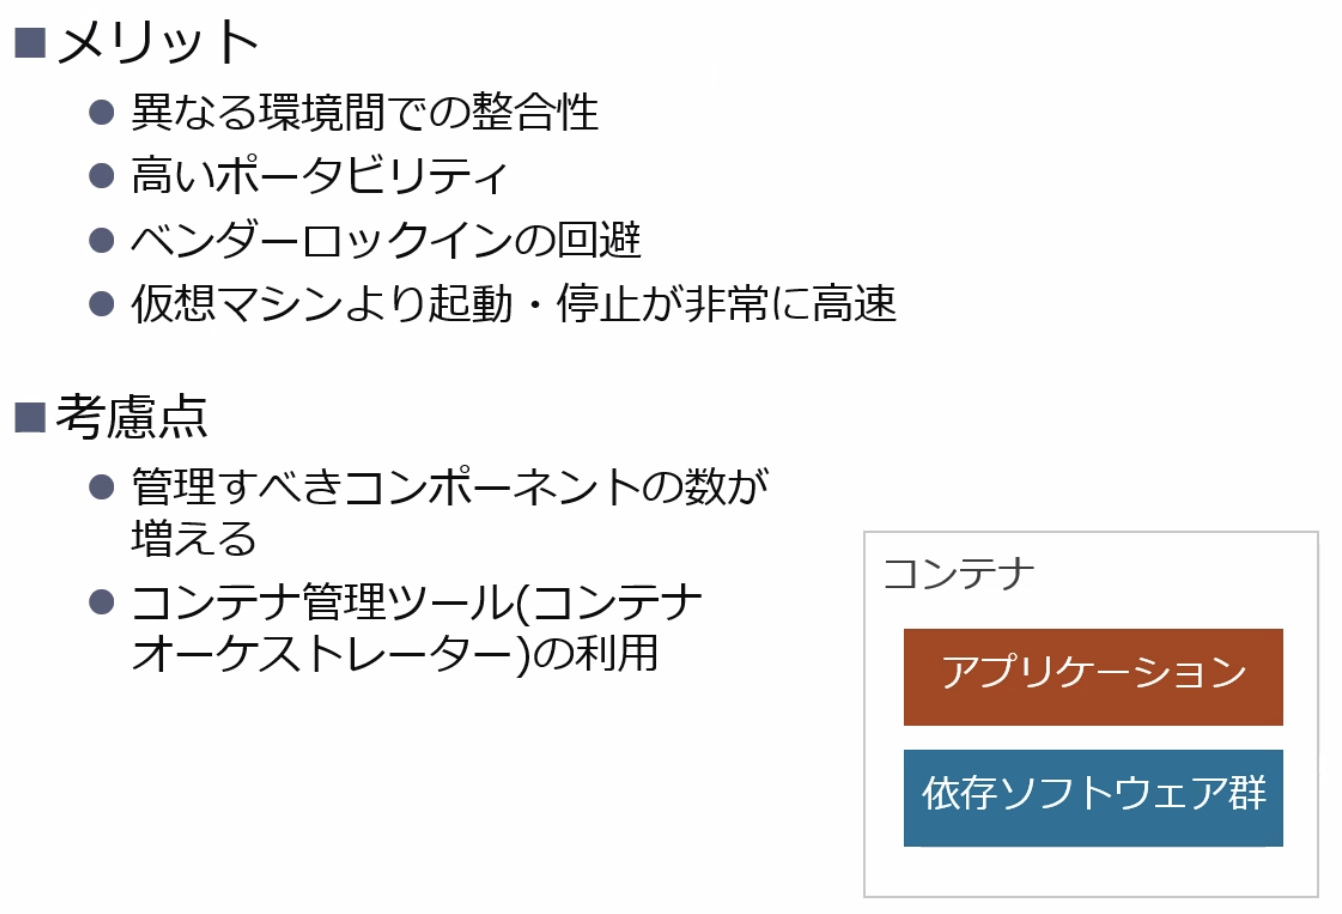 メリット
異なる環境間での整合性
高いポータビリティ
ベンダーロックインの回避
仮想マシンより起動・停止が非常に高速
考慮点
管理すべきコンポーネントの数が
増える
コンテナ管理ツール(コンテナ
オーケストレーター)の利用
コンテナ
アプリケーション
依存ソフトウェア群